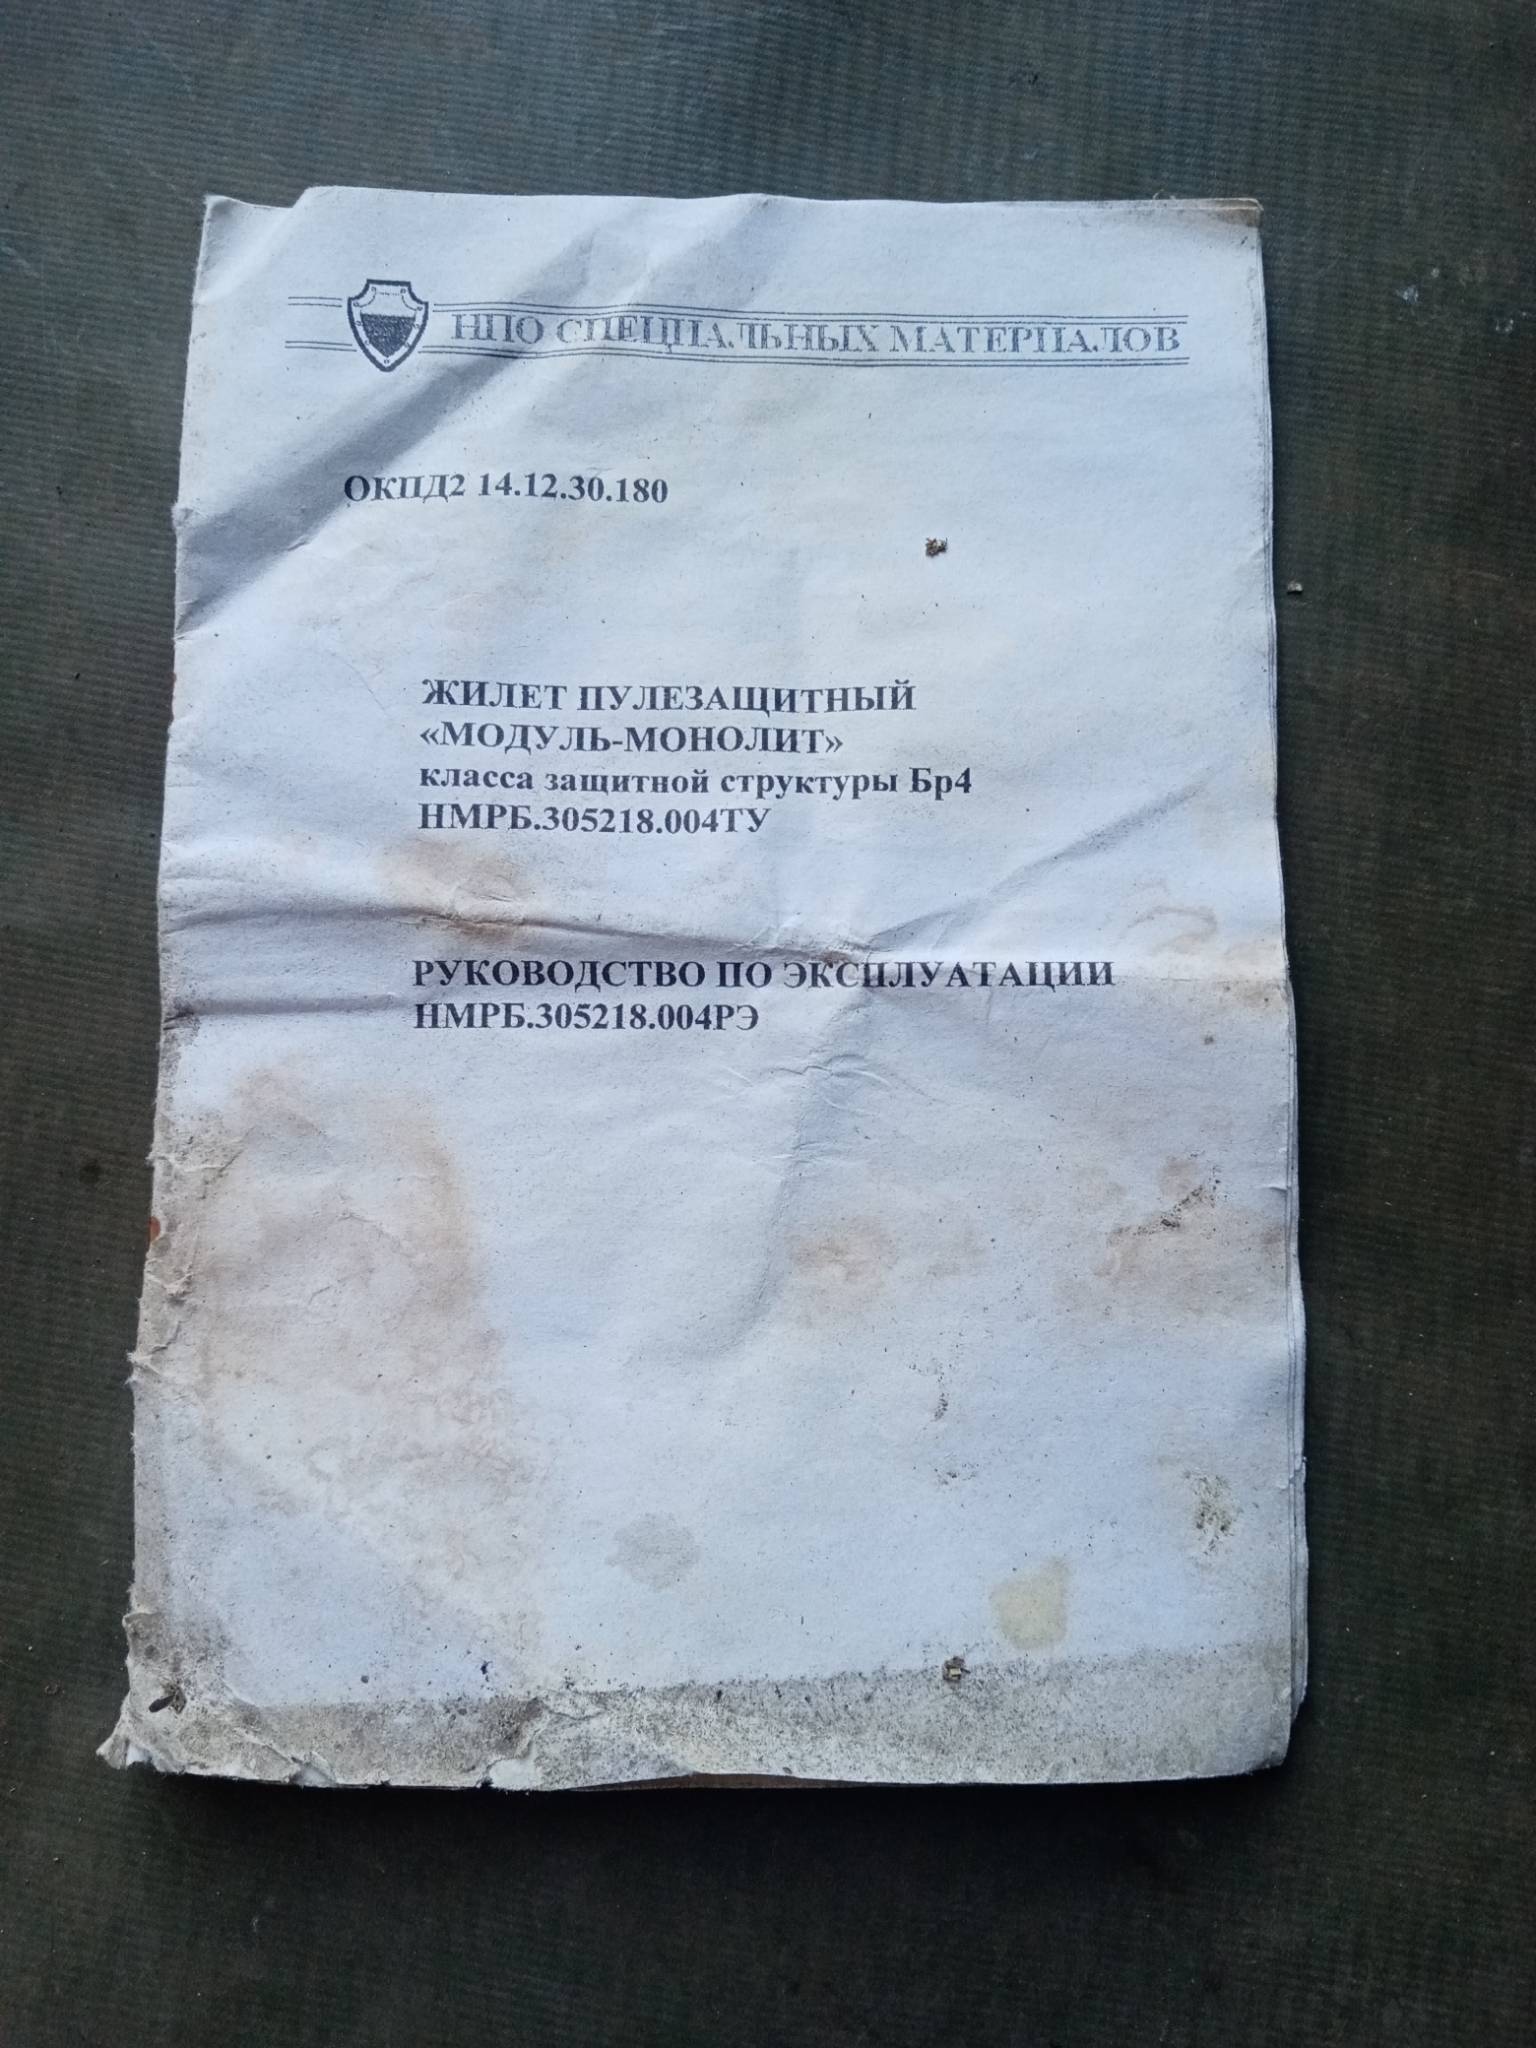 НПО СПЕЦИАЛЬНЫХ МАТЕРИАЛОВ
ОКПД2 14.12.30.180
ЖИЛЕТ ПУЛЕЗАЩИТНЫЙ
«МОДУЛЬ-МОНОЛИТ»
класса защитной структуры Бр4
НМРБ.305218.004ТУ
РУКОВОДСТВО ПО ЭКСПЛУАТАЦИИ
НМРБ.305218.004РЭ